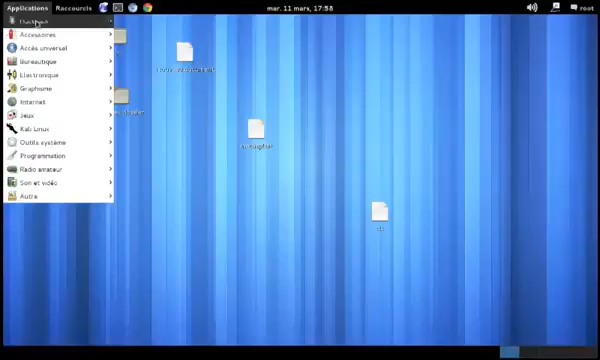 Applications Raccourcis mar. 11 mars, 17:58 root
Accessoires
Accès universel
Bureautique
Électronique
Graphisme
Internet
Jeux
Kali Linux
Outils système
Programmation
Radio amateur
Son et vidéo
Autre